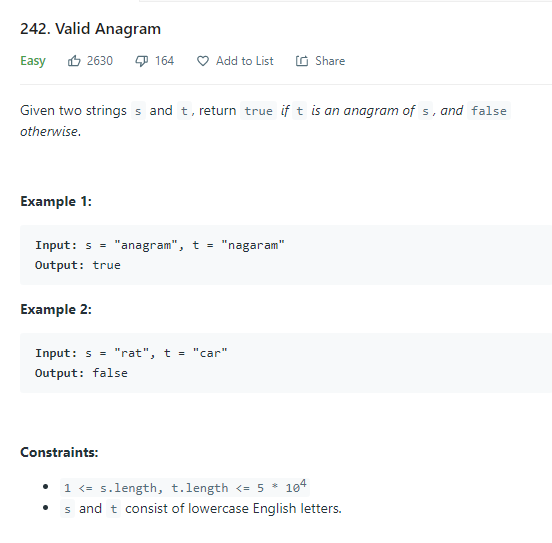 242. Valid Anagram
Easy 2630 164 Add to List Share
Given two strings s and t, return true if t is an anagram of s, and false
otherwise.
Example 1:
Input: s = "anagram", t = "nagaram"
Output: true
Example 2:
Input: s = "rat", t = "car"
Output: false
Constraints:
• 1 <= s.length, t.length <= 5 * 10⁴
• s and t consist of lowercase English letters.